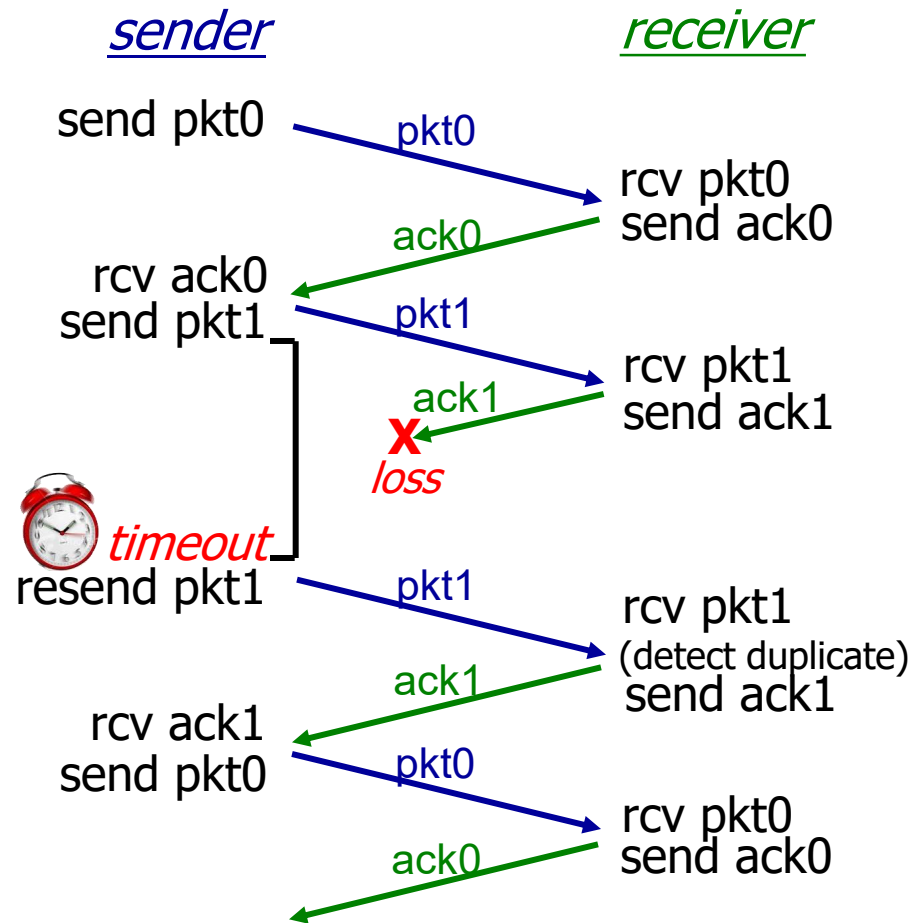 sender
receiver
send pkt0
pkt0
rcv pkt0
send ack0
ack0
rcv ack0
send pkt1
pkt1
rcv pkt1
send ack1
ack1
X
loss
timeout
resend pkt1
pkt1
rcv pkt1
(detect duplicate)
send ack1
ack1
rcv ack1
send pkt0
pkt0
rcv pkt0
send ack0
ack0